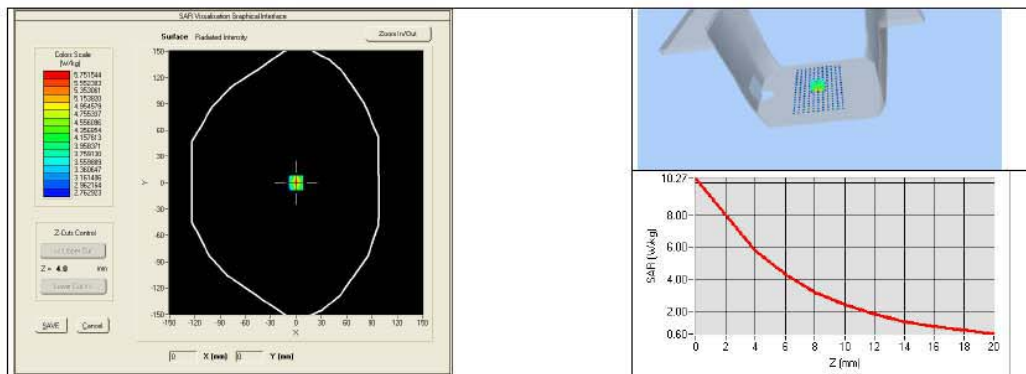 SAR Visualisation Graphical Interface
Surface Radiated Intensity
Zoom In/Out
Colors Scale
(W/kg)
5.751544
5.552303
5.353061
5.153820
4.954579
4.755337
4.556096
4.356854
4.157613
3.958371
3.759130
3.559889
3.360647
3.161406
2.962164
2.762923
Z-Cuts Control
Z = 4.0 mm
SAVE
Cancel
150
120
90
60
30
0
-30
-60
-90
-120
-150
Y
-150 -120 -90 -60 -30 0 30 60 90 120 150
X
0 X (mm) 0 Y (mm)
10.27
8.00
6.00
4.00
2.00
0.60
SAR (W/kg)
0 2 4 6 8 10 12 14 16 18 20
Z (mm)